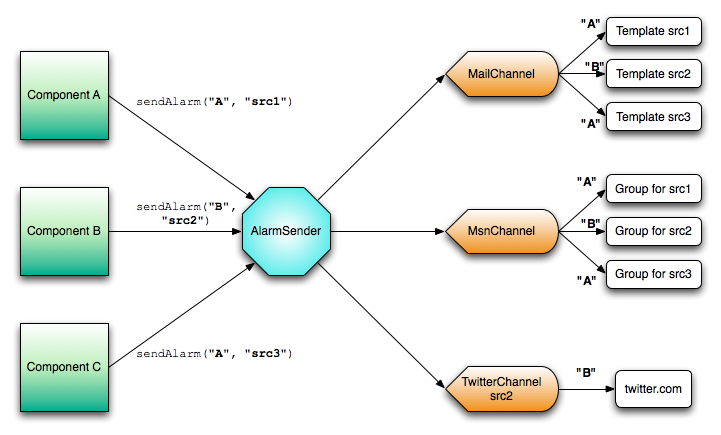 Component A
sendAlarm("A", "src1")
Component B
sendAlarm("B",
"src2")
Component C
sendAlarm("A", "src3")
AlarmSender
MailChannel
"A"
Template src1
"B"
Template src2
"A"
Template src3
MsnChannel
"A"
Group for src1
"B"
Group for src2
"A"
Group for src3
TwitterChannel
src2
"B"
twitter.com